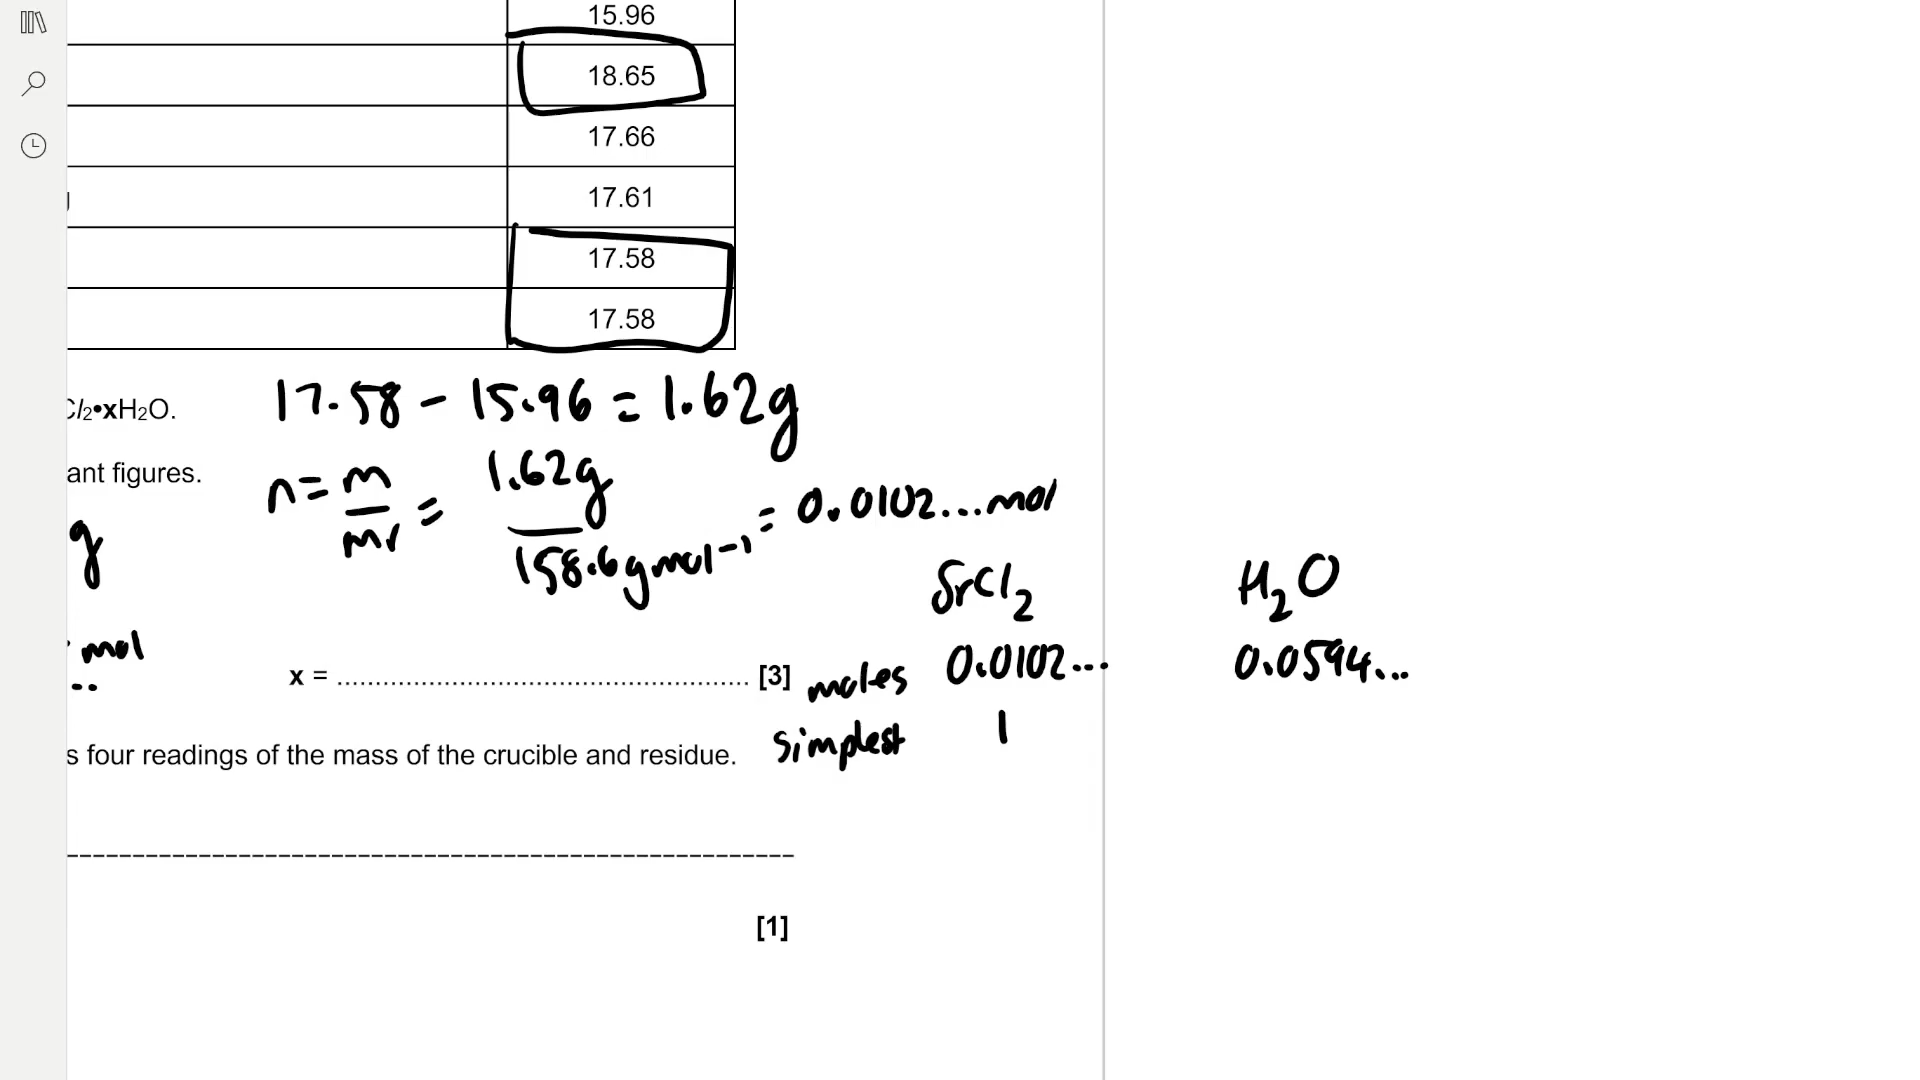 15.96
18.65
17.66
17.61
17.58
17.58
Cl₂•xH₂O.
17.58 - 15.96 = 1.62g
ant figures.
n = m/mr = 1.62g/158.6gmol-1 = 0.0102...mol
g
SrCl₂ H₂O
mol
x = .................................................. [3]
moles 0.0102... 0.0594...
s four readings of the mass of the crucible and residue.
simplest 1
[1]